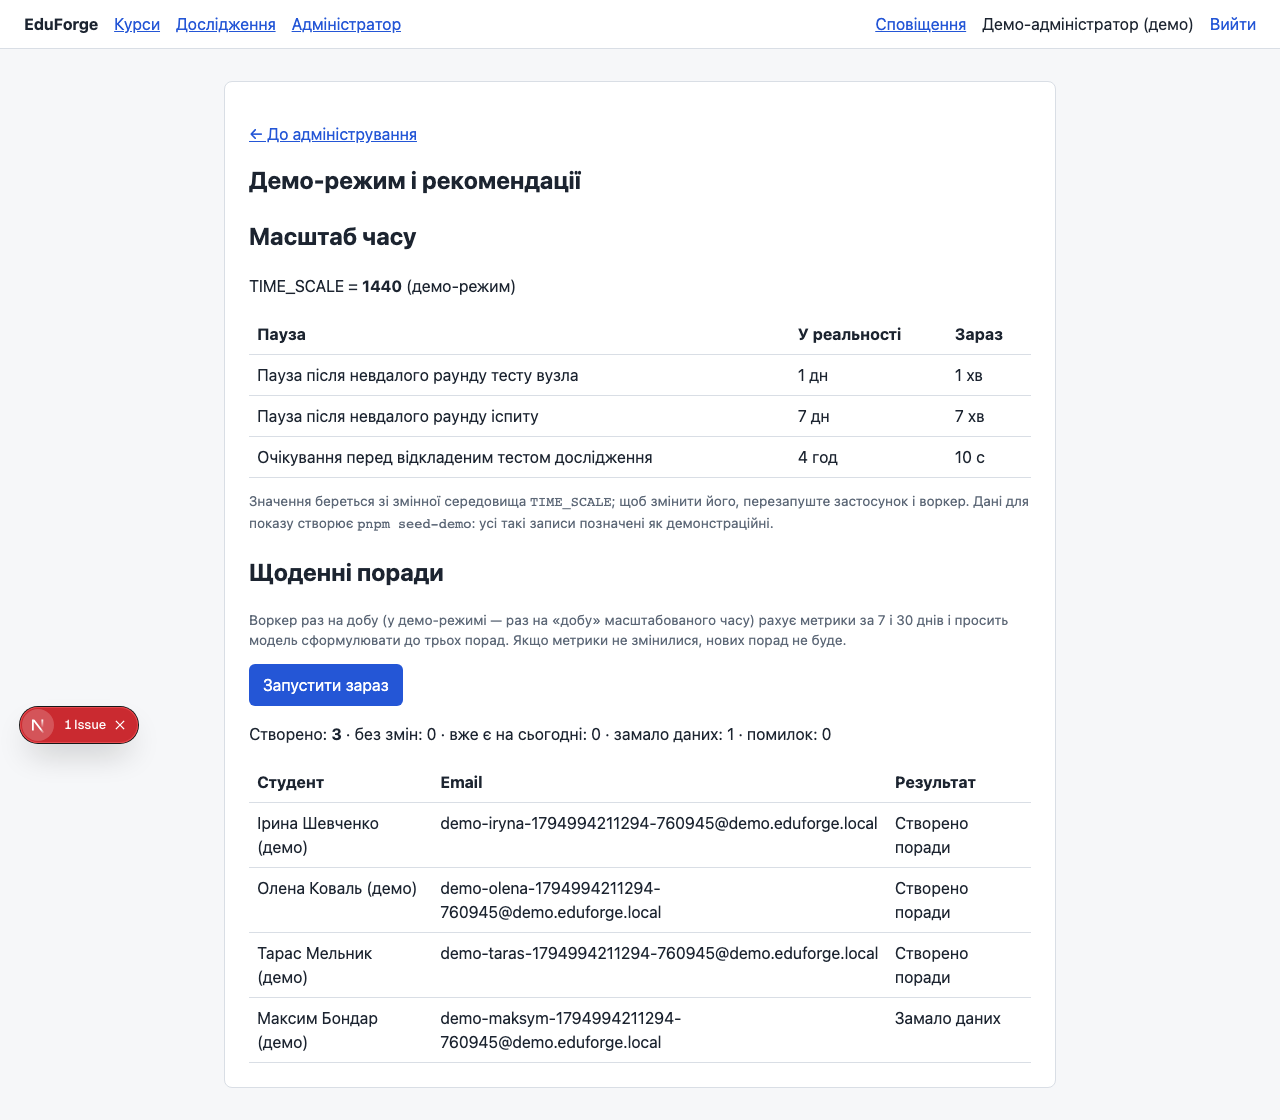 EduForge Курси Дослідження Адміністратор Сповіщення Демо-адміністратор (демо) Вийти
← До адміністрування
Демо-режим і рекомендації
Масштаб часу
TIME_SCALE = 1440 (демо-режим)
Пауза У реальності Зараз
Пауза після невдалого раунду тесту вузла 1 дн 1 хв
Пауза після невдалого раунду іспиту 7 дн 7 хв
Очікування перед відкладеним тестом дослідження 4 год 10 с
Значення береться зі змінної середовища TIME_SCALE; щоб змінити його, перезапустe застосунок і воркер. Дані для
показу створює pnpm seed-demo: усі такі записи позначені як демонстраційні.
Щоденні поради
Воркер раз на добу (у демо-режимі — раз на «добу» масштабованого часу) рахує метрики за 7 і 30 днів і просить
модель сформулювати до трьох порад. Якщо метрики не змінилися, нових порад не буде.
Запустити зараз
1 Issue
Створено: 3 · без змін: 0 · вже є на сьогодні: 0 · замало даних: 1 · помилок: 0
Студент Email Результат
Ірина Шевченко demo-iryna-1794994211294-760945@demo.eduforge.local Створено
(демо) поради
Олена Коваль (демо) demo-olena-1794994211294- Створено
760945@demo.eduforge.local поради
Тарас Мельник demo-taras-1794994211294-760945@demo.eduforge.local Створено
(демо) поради
Максим Бондар demo-maksym-1794994211294- Замало даних
(демо) 760945@demo.eduforge.local